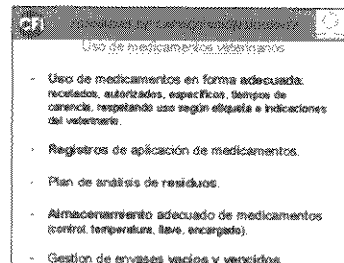 CFI
Uso de medicamentos veterinarios
- Uso de medicamentos en forma adecuada:
recetados, autorizados, específicos, tiempos de
carencia, respetando uso según etiqueta e indicaciones
del veterinario.
- Registros de aplicación de medicamentos.
- Plan de análisis de residuos.
- Almacenamiento adecuado de medicamentos
(control, temperatura, llave, encargado).
- Gestion de envases vacíos y vencidos.